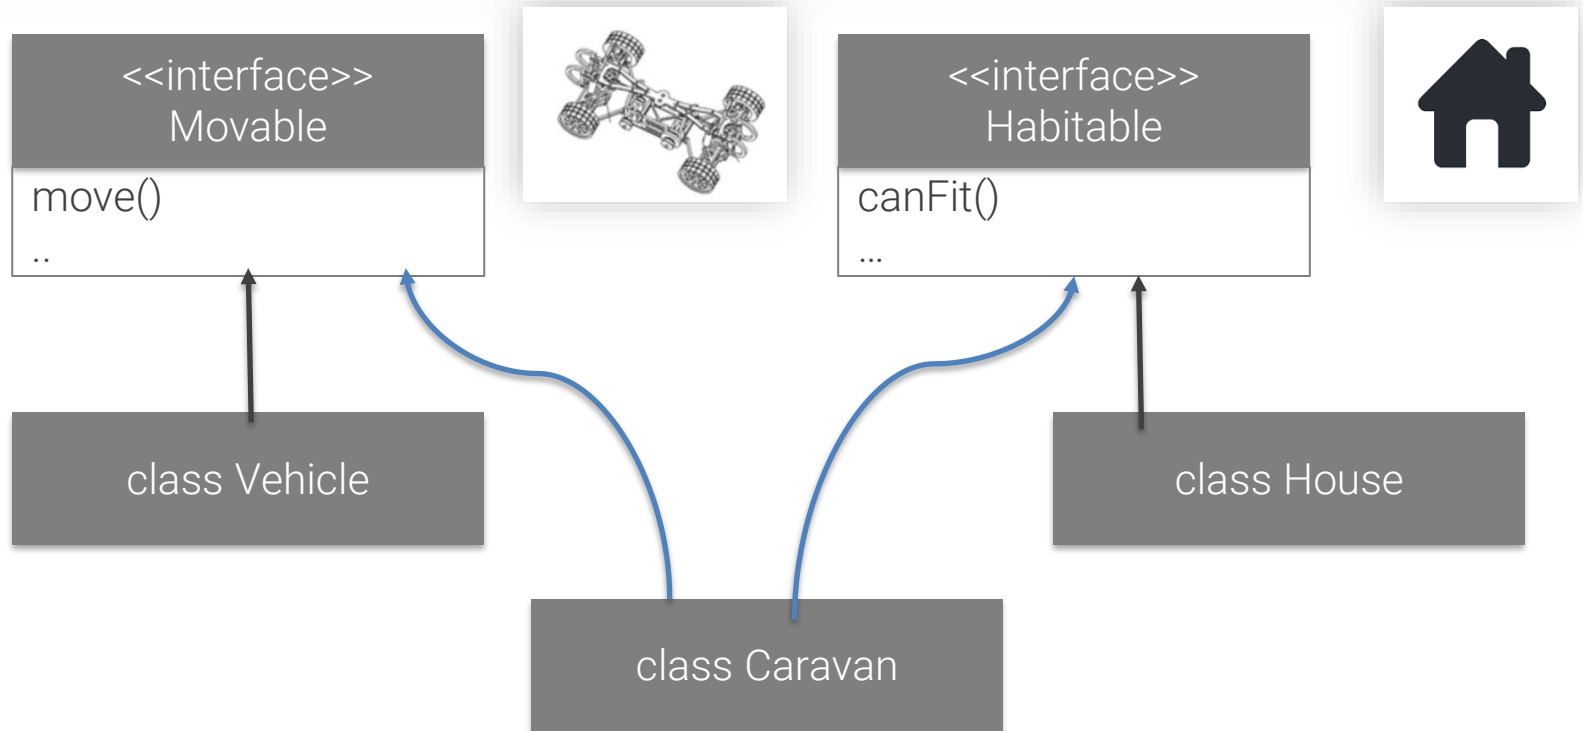 <<interface>>
Movable
move()
..
<<interface>>
Habitable
canFit()
...
class Vehicle
class House
class Caravan